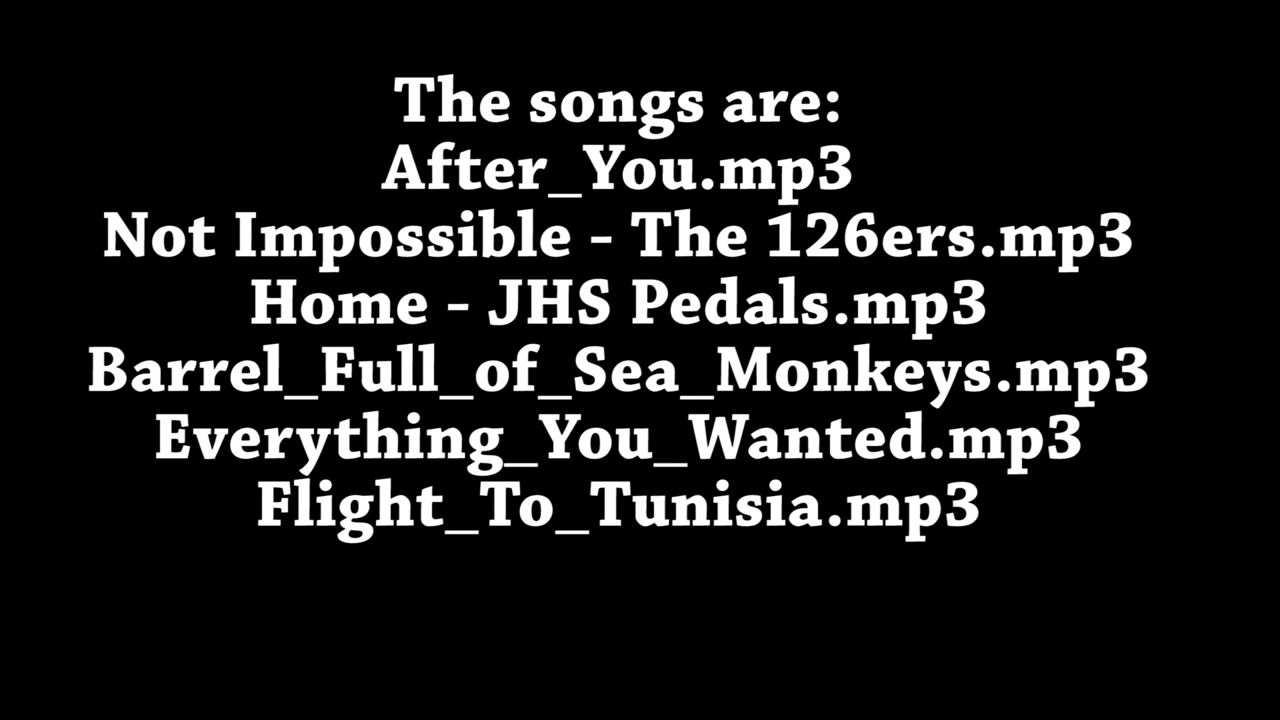 The songs are:
After_You.mp3
Not Impossible - The 126ers.mp3
Home - JHS Pedals.mp3
Barrel_Full_of_Sea_Monkeys.mp3
Everything_You_Wanted.mp3
Flight_To_Tunisia.mp3